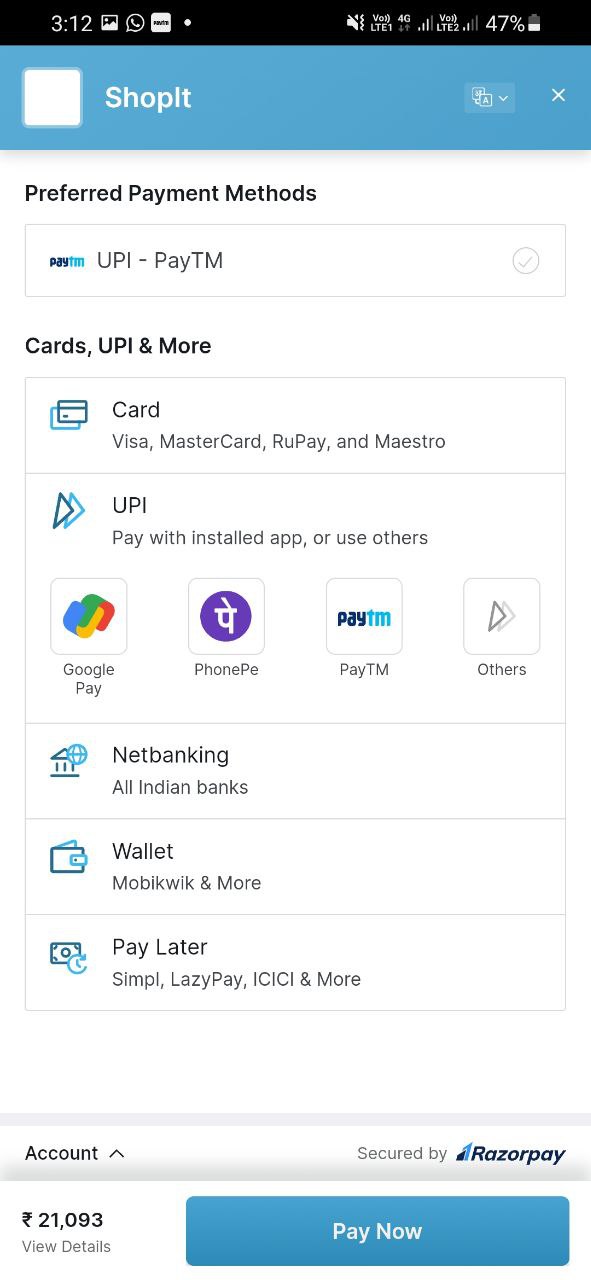 3:12
paytm
Vo))
LTE1
4G
Vo))
LTE2
47%
ShopIt
A
Preferred Payment Methods
paytm UPI - PayTM
Cards, UPI & More
Card
Visa, MasterCard, RuPay, and Maestro
UPI
Pay with installed app, or use others
पे
paytm
Google
Pay
PhonePe
PayTM
Others
Netbanking
All Indian banks
Wallet
Mobikwik & More
Pay Later
Simpl, LazyPay, ICICI & More
Account
Secured by Razorpay
₹ 21,093
View Details
Pay Now